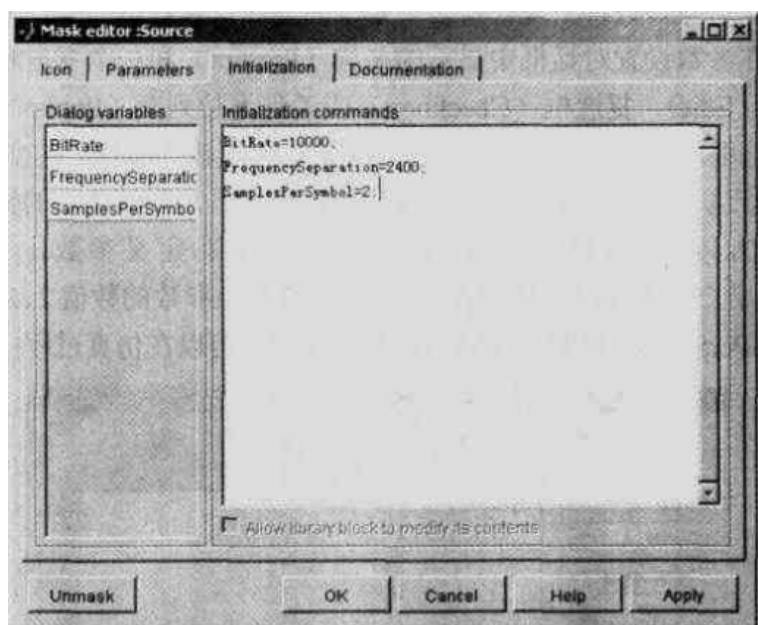 Mask editor :Source
Icon
Parameters
Initialization
Documentation
Dialog variables
Initialization commands
BitRate
FrequencySeparatic
SamplesPerSymbo
BitRate=10000;
FrequencySeparation=2400;
SamplesPerSymbol=2;
Allow library block to modify its contents
Unmask
OK
Cancel
Help
Apply